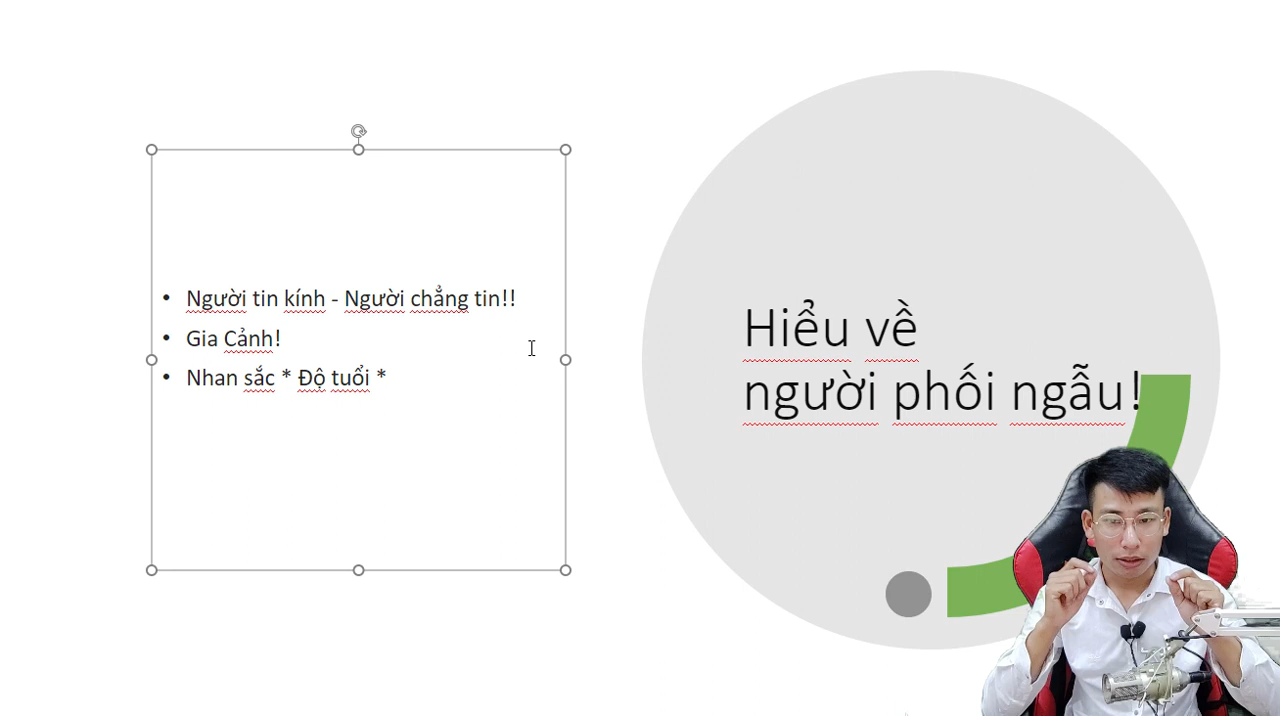 Người tin kính - Người chẳng tin!!
Gia Cảnh!
Nhan sắc * Độ tuổi *
Hiểu về
người phối ngẫu!